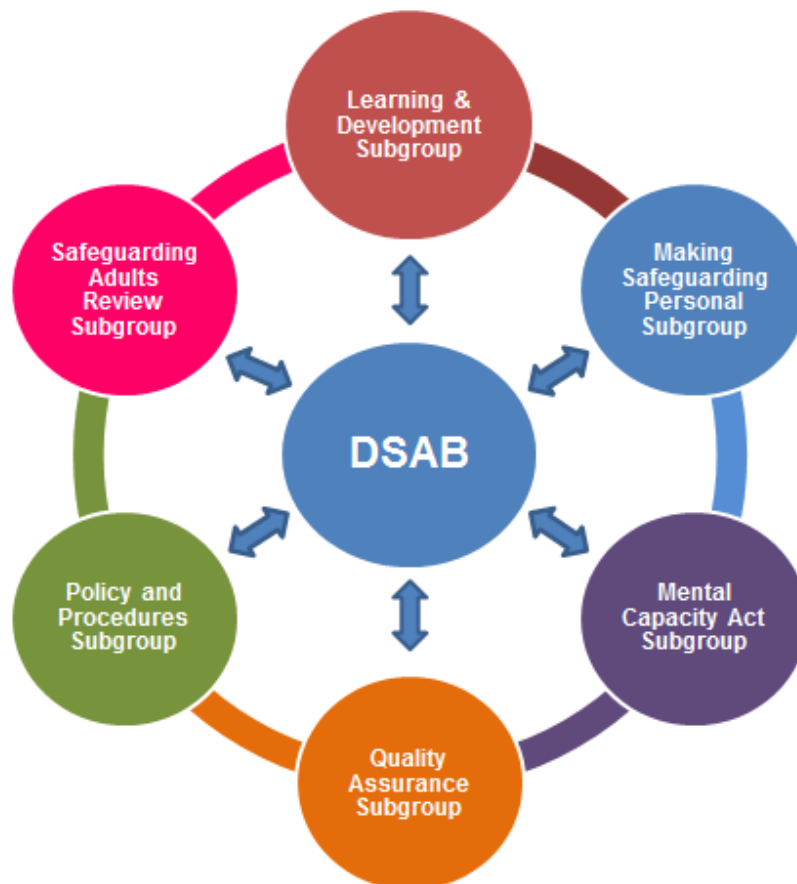 Learning &
Development
Subgroup
Safeguarding
Adults
Review
Subgroup
Making
Safeguarding
Personal
Subgroup
DSAB
Policy and
Procedures
Subgroup
Mental
Capacity Act
Subgroup
Quality
Assurance
Subgroup